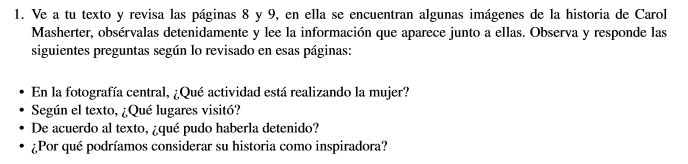 1. Ve a tu texto y revisa las páginas 8 y 9, en ella se encuentran algunas imágenes de la historia de Carol
Masherter, obsérvalas detenidamente y lee la información que aparece junto a ellas. Observa y responde las
siguientes preguntas según lo revisado en esas páginas:
• En la fotografía central, ¿Qué actividad está realizando la mujer?
• Según el texto, ¿Qué lugares visitó?
• De acuerdo al texto, ¿qué pudo haberla detenido?
• ¿Por qué podríamos considerar su historia como inspiradora?